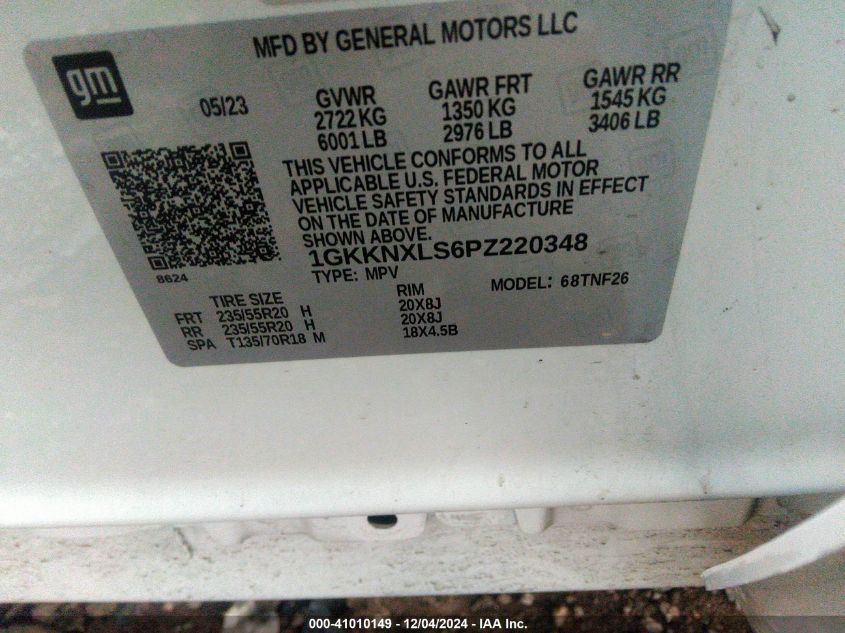 MFD BY GENERAL MOTORS LLC
gm
05/23
GVWR
2722 KG
6001 LB
GAWR FRT
1350 KG
2976 LB
GAWR RR
1545 KG
3406 LB
THIS VEHICLE CONFORMS TO ALL
APPLICABLE U.S. FEDERAL MOTOR
VEHICLE SAFETY STANDARDS IN EFFECT
ON THE DATE OF MANUFACTURE
SHOWN ABOVE.
8624
1GKKNXLS6PZ220348
TYPE: MPV
MODEL: 68TNF26
TIRE SIZE RIM
FRT 235/55R20 H 20X8J
RR 235/55R20 H 20X8J
SPA T135/70R18 M 18X4.5B
000-41010149 - 12/04/2024 - IAA Inc.